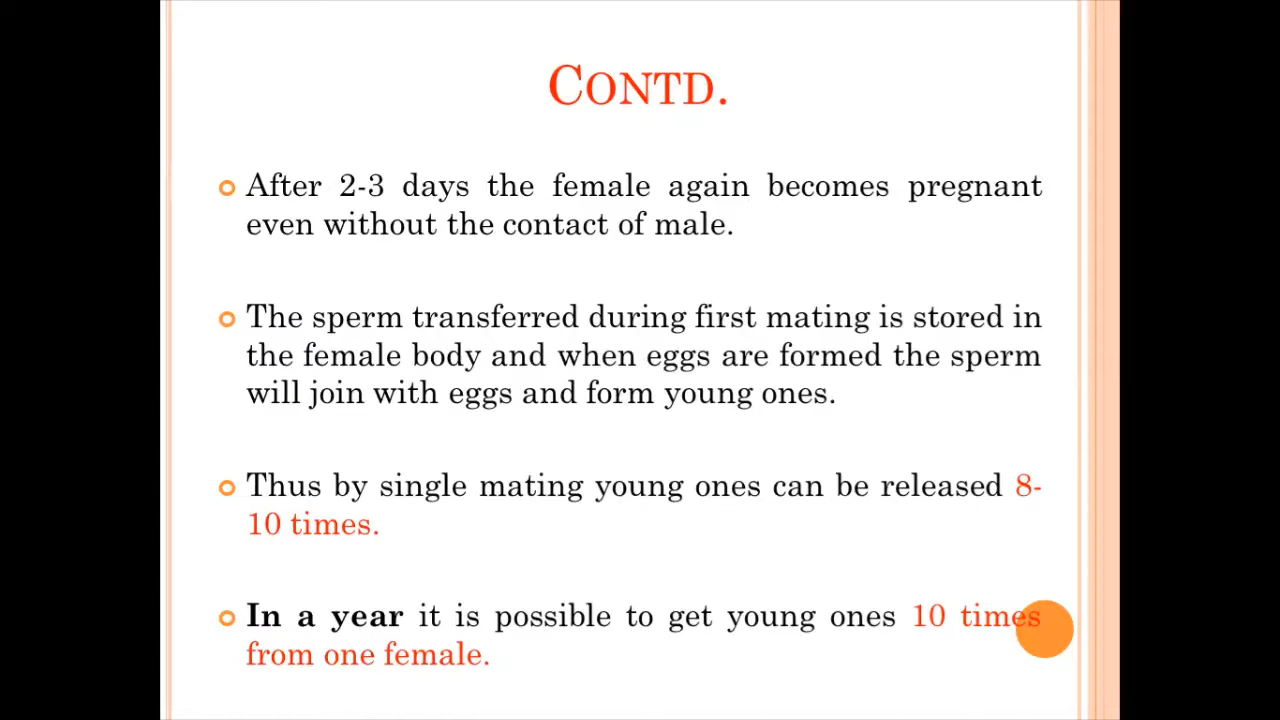 CONTD.
After 2-3 days the female again becomes pregnant
even without the contact of male.
The sperm transferred during first mating is stored in
the female body and when eggs are formed the sperm
will join with eggs and form young ones.
Thus by single mating young ones can be released 8-
10 times.
In a year it is possible to get young ones 10 times
from one female.